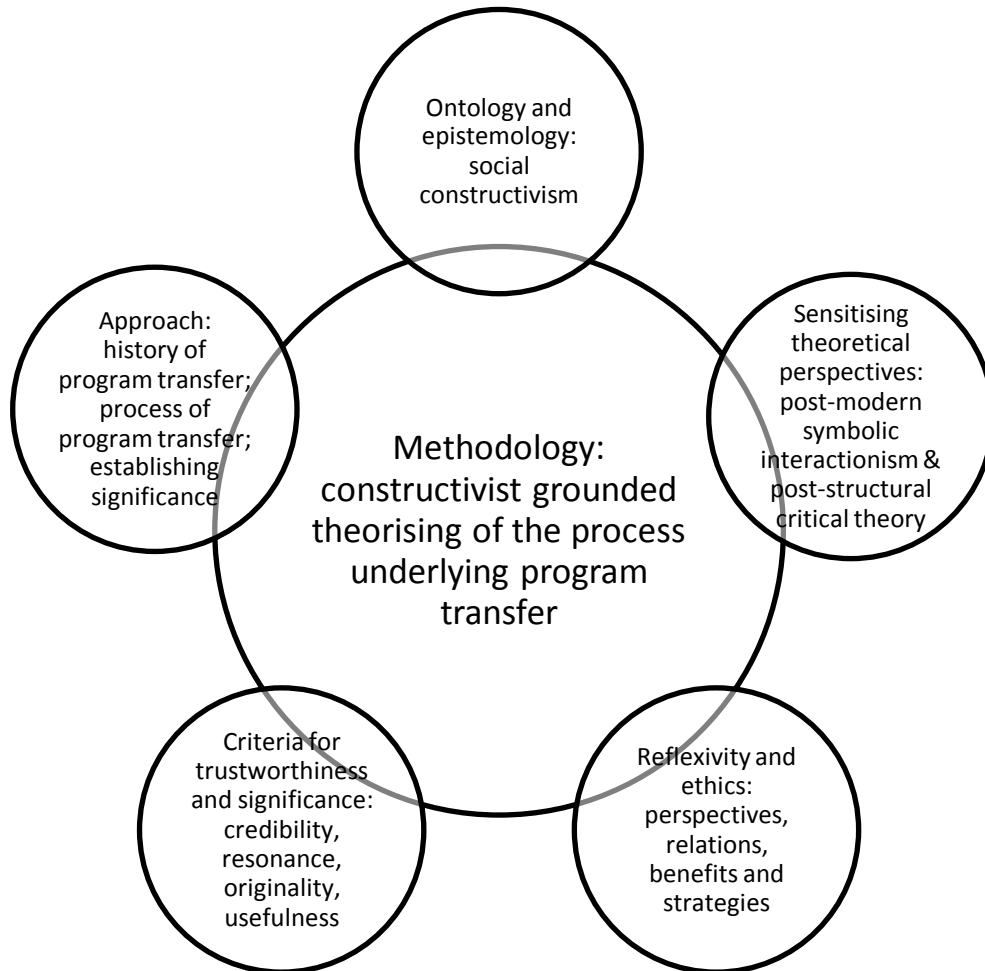 Ontology and
epistemology:
social
constructivism
Sensitising
theoretical
perspectives:
post-modern
symbolic
interactionism &
post-structural
critical theory
Reflexivity and
ethics:
perspectives,
relations,
benefits and
strategies
Criteria for
trustworthiness
and significance:
credibility,
resonance,
originality,
usefulness
Approach:
history of
program transfer;
process of
program transfer;
establishing
significance
Methodology:
constructivist grounded
theorising of the process
underlying program
transfer